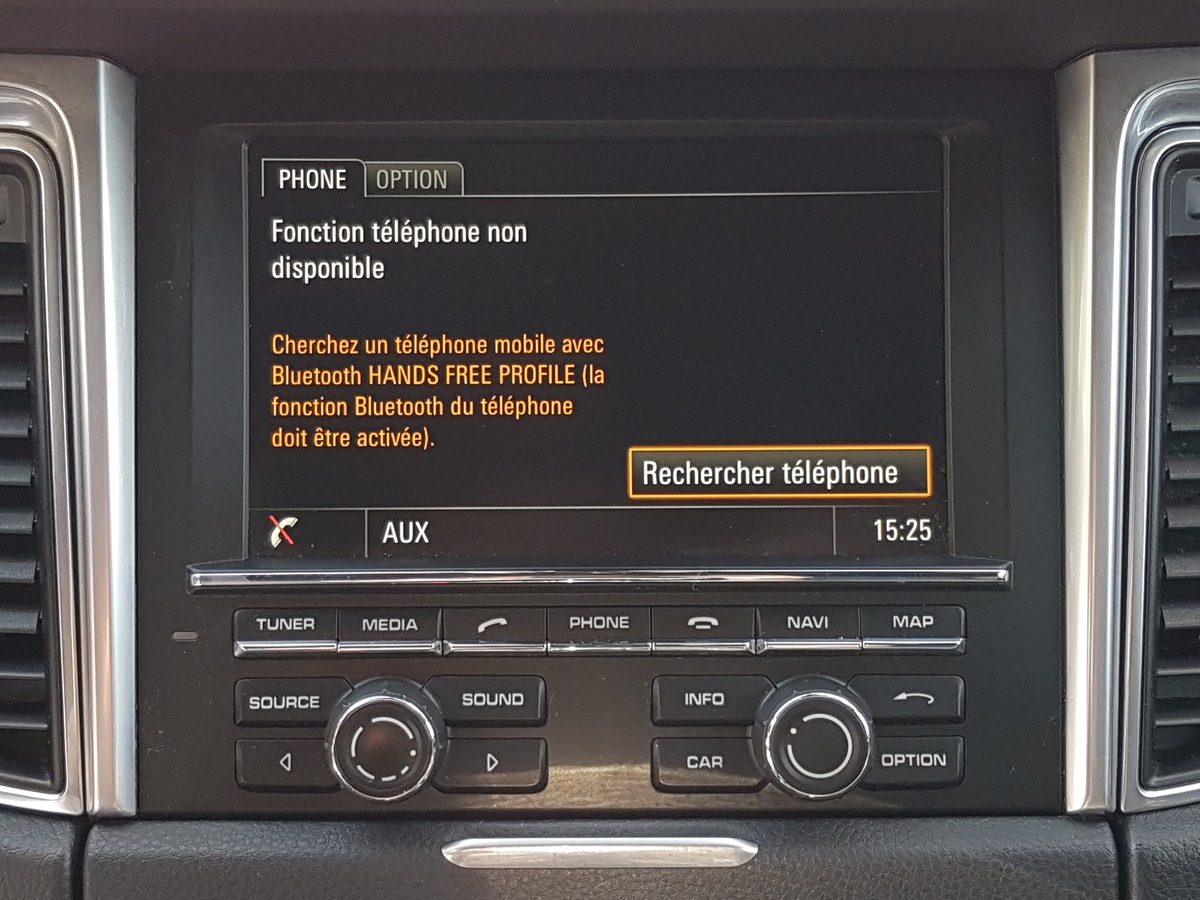 PHONE OPTION
Fonction téléphone non
disponible
Cherchez un téléphone mobile avec
Bluetooth HANDS FREE PROFILE (la
fonction Bluetooth du téléphone
doit être activée).
Rechercher téléphone
AUX 15:25
TUNER MEDIA PHONE NAVI MAP
SOURCE SOUND INFO
CAR OPTION